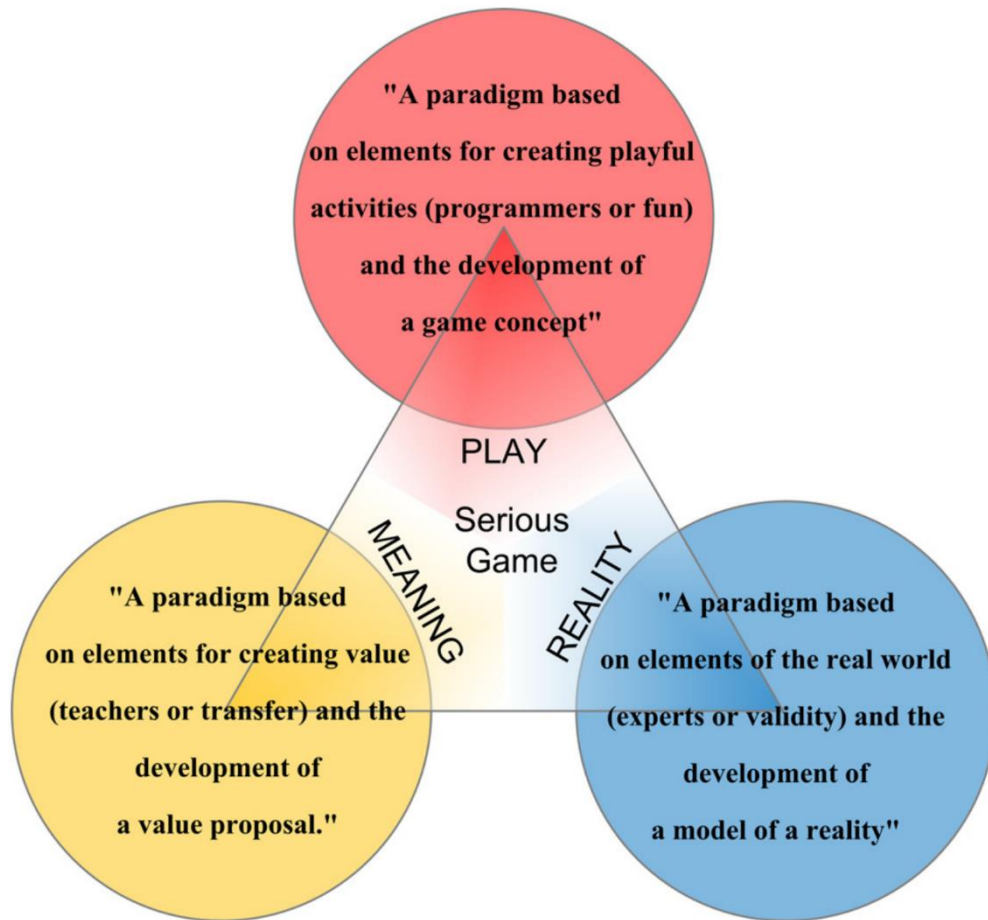 "A paradigm based
on elements for creating playful
activities (programmers or fun)
and the development of
a game concept"
PLAY
Serious
Game
MEANING
REALITY
"A paradigm based
on elements for creating value
(teachers or transfer) and the
development of
a value proposal."
"A paradigm based
on elements of the real world
(experts or validity) and the
development of
a model of a reality"